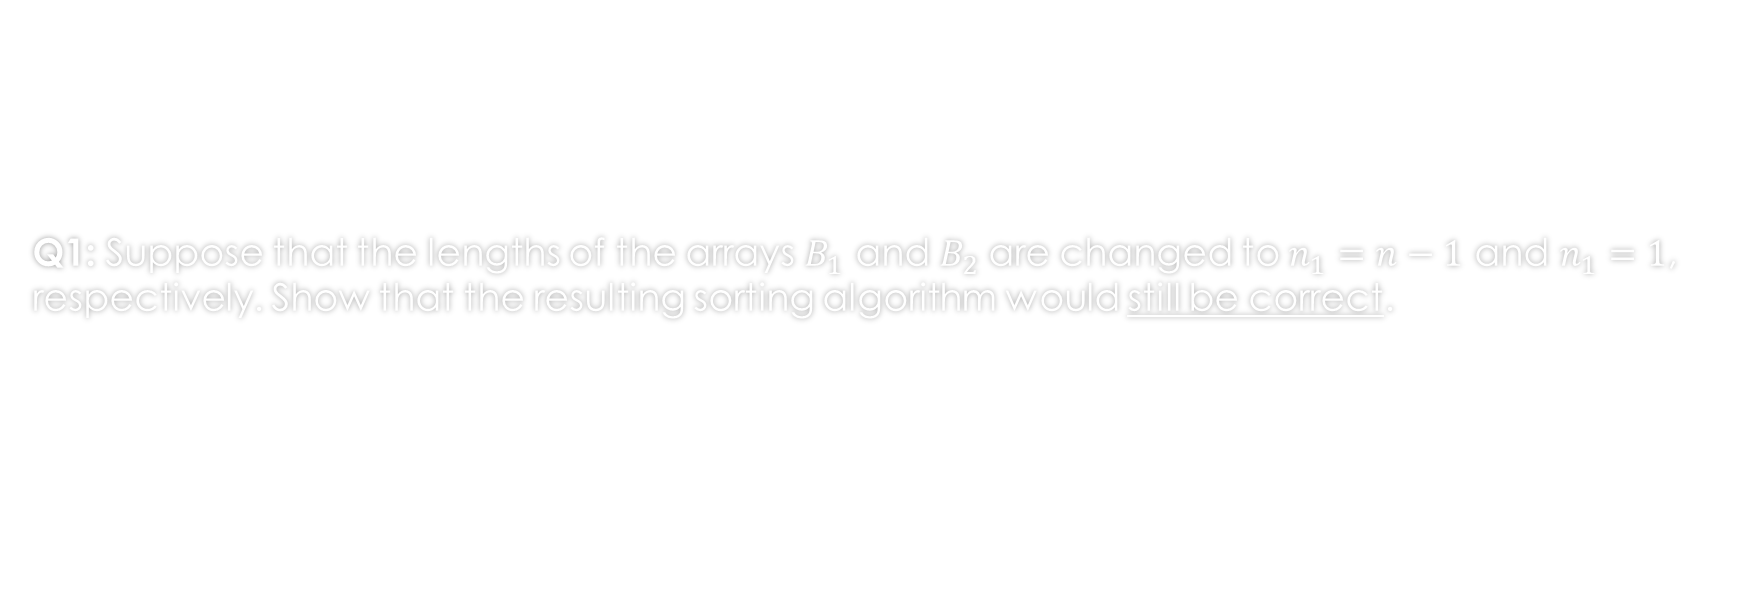 Q1: Suppose that the lengths of the arrays B₁ and B₂ are changed to n₁ = n − 1 and n₁ = 1,
respectively. Show that the resulting sorting algorithm would still be correct.